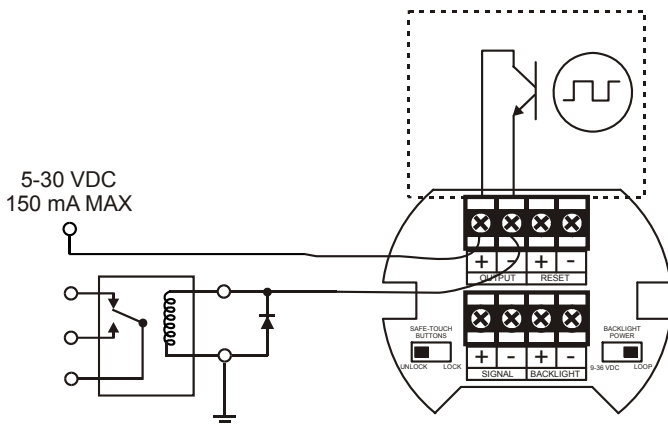 5-30 VDC
150 mA MAX
+ - + -
OUTPUT RESET
SAFE-TOUCH
BUTTONS
UNLOCK LOCK
+ - + -
SIGNAL BACKLIGHT
BACKLIGHT
POWER
9-36 VDC LOOP